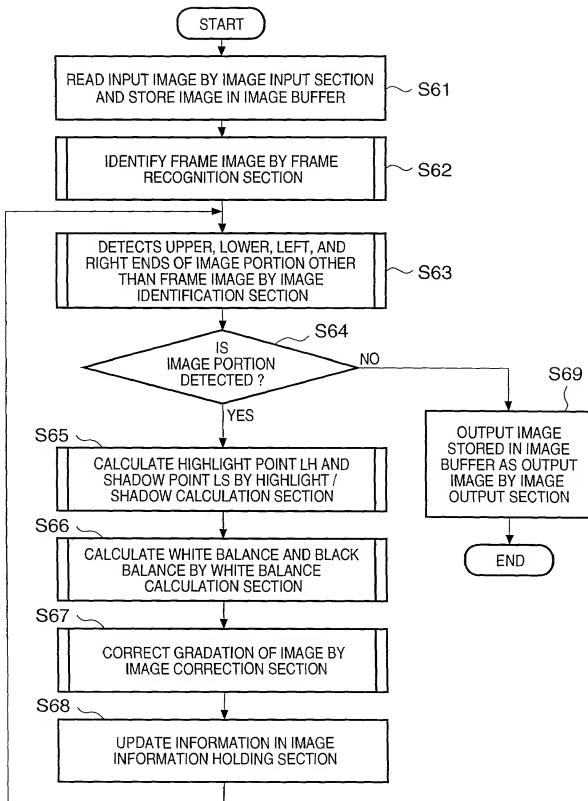 START
READ INPUT IMAGE BY IMAGE INPUT SECTION
AND STORE IMAGE IN IMAGE BUFFER
S61
IDENTIFY FRAME IMAGE BY FRAME
RECOGNITION SECTION
S62
DETECTS UPPER, LOWER, LEFT, AND
RIGHT ENDS OF IMAGE PORTION OTHER
THAN FRAME IMAGE BY IMAGE
IDENTIFICATION SECTION
S63
S64
IS
IMAGE PORTION
DETECTED ?
NO
YES
S69
OUTPUT IMAGE
STORED IN IMAGE
BUFFER AS OUTPUT
IMAGE BY IMAGE
OUTPUT SECTION
END
S65
CALCULATE HIGHLIGHT POINT LH AND
SHADOW POINT LS BY HIGHLIGHT /
SHADOW CALCULATION SECTION
S66
CALCULATE WHITE BALANCE AND BLACK
BALANCE BY WHITE BALANCE
CALCULATION SECTION
S67
CORRECT GRADATION OF IMAGE BY
IMAGE CORRECTION SECTION
S68
UPDATE INFORMATION IN IMAGE
INFORMATION HOLDING SECTION